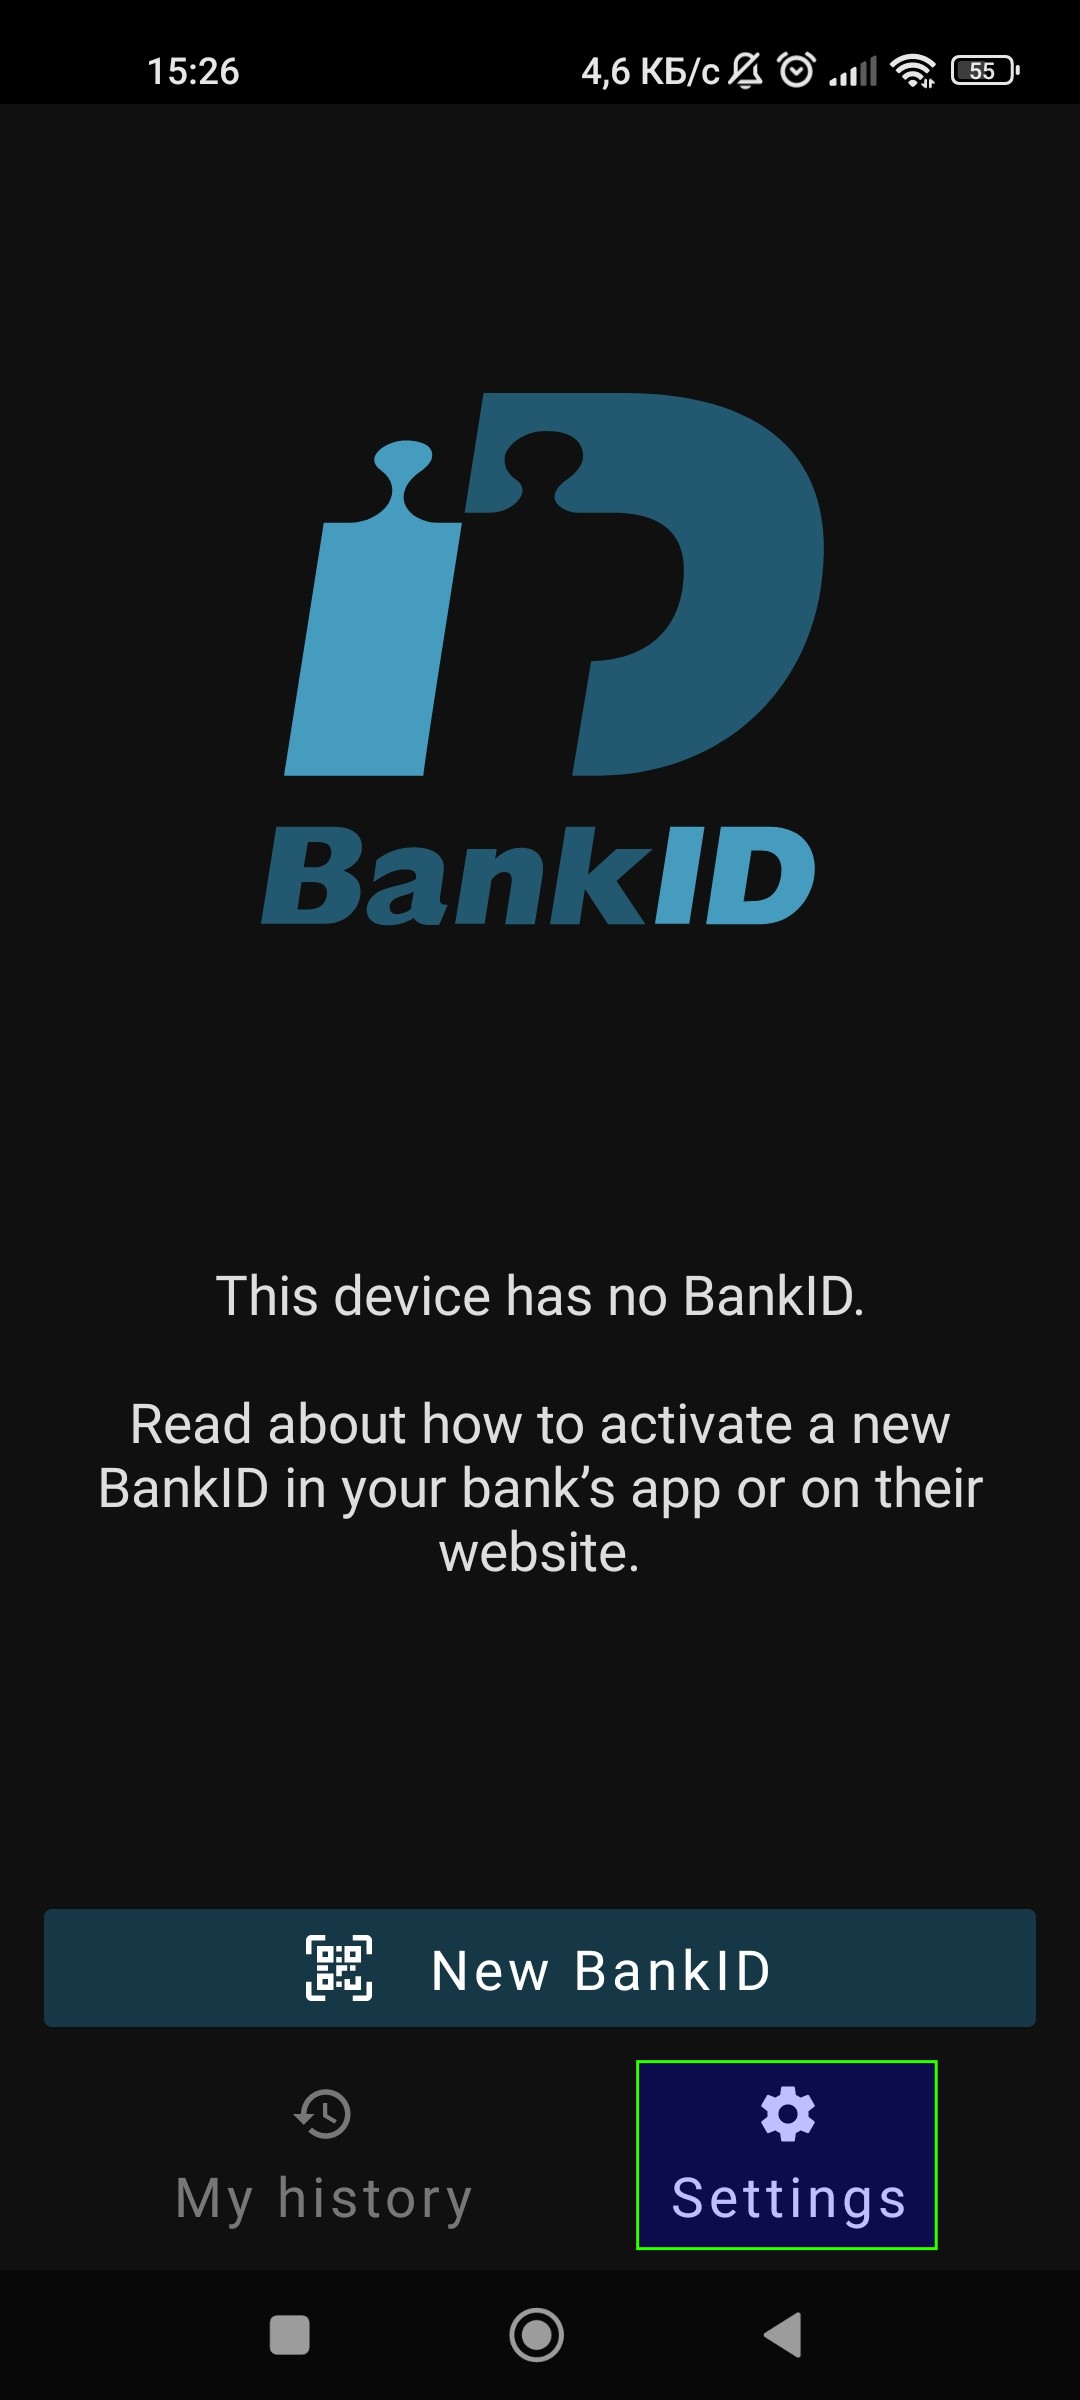 15:26
4,6 КБ/с
55
BankID
This device has no BankID.
Read about how to activate a new
BankID in your bank’s app or on their
website.
New BankID
My history
Settings